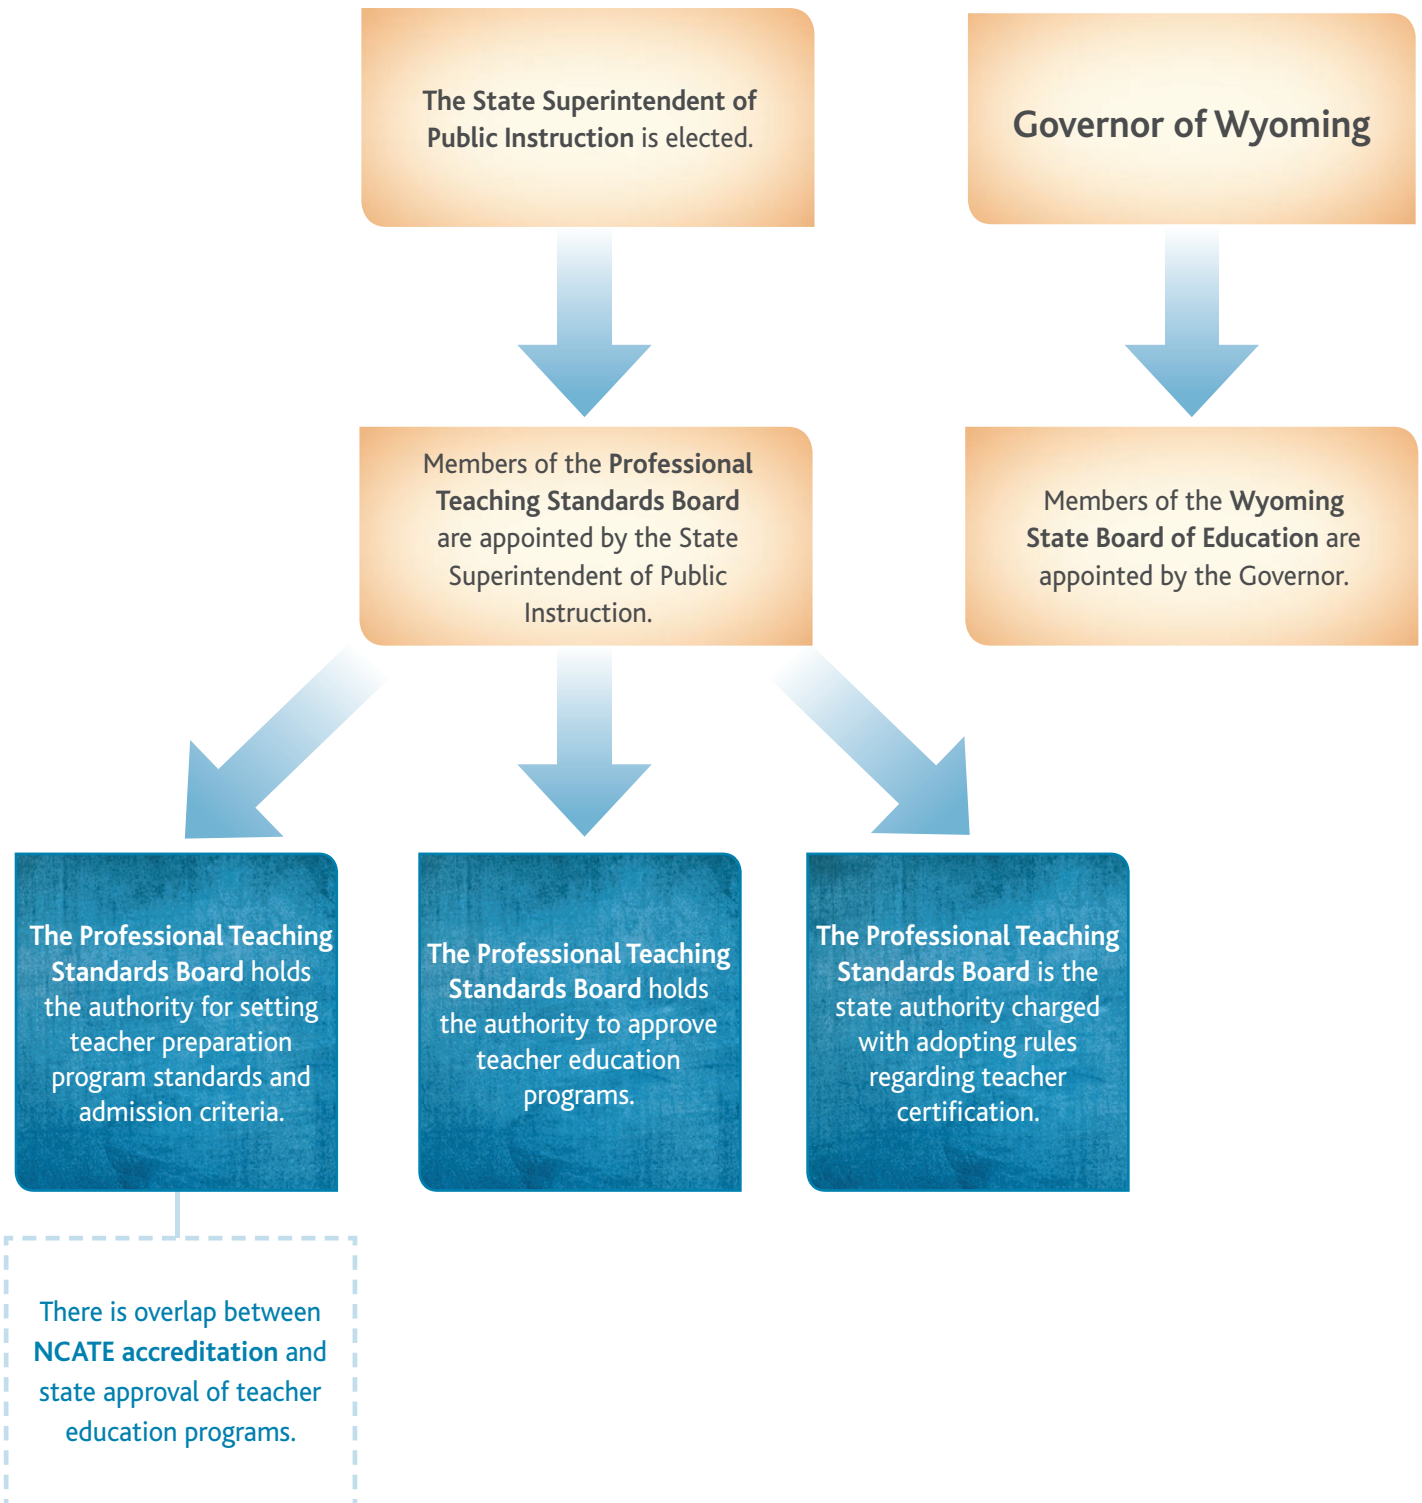 The State Superintendent of
Public Instruction is elected.
Governor of Wyoming
Members of the Professional
Teaching Standards Board
are appointed by the State
Superintendent of Public
Instruction.
Members of the Wyoming
State Board of Education are
appointed by the Governor.
The Professional Teaching
Standards Board holds
the authority for setting
teacher preparation
program standards and
admission criteria.
The Professional Teaching
Standards Board holds
the authority to approve
teacher education
programs.
The Professional Teaching
Standards Board is the
state authority charged
with adopting rules
regarding teacher
certification.
There is overlap between
NCATE accreditation and
state approval of teacher
education programs.